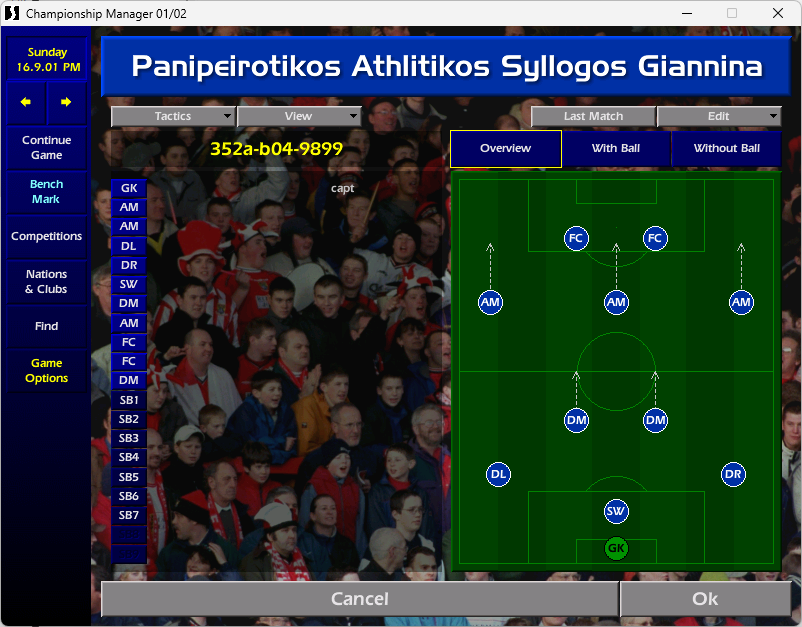 Championship Manager 01/02
Panipeirotikos Athlitikos Syllogos Giannina
Sunday
16.9.01 PM
Continue
Game
Bench
Mark
Competitions
Nations
& Clubs
Find
Game
Options
Tactics
View
Last Match
Edit
352a-b04-9899
Overview
With Ball
Without Ball
GK
capt
AM
AM
DL
DR
SW
DM
AM
FC
FC
DM
SB1
SB2
SB3
SB4
SB5
SB6
SB7
FC FC
AM AM AM
DM DM
DL DR
SW
GK
Cancel
Ok